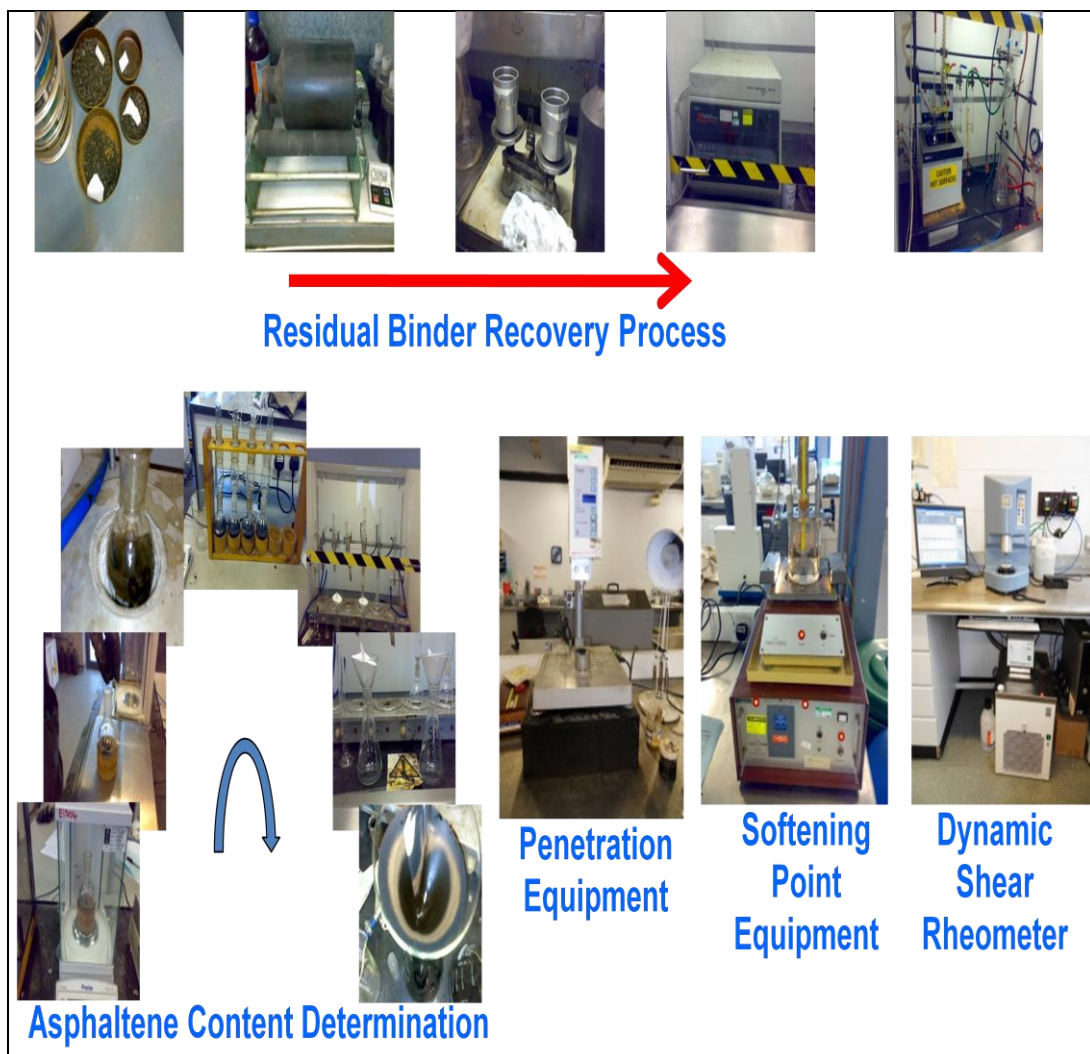 CAUTION
HOT SURFACES
Residual Binder Recovery Process
Penetration
Equipment
Softening
Point
Equipment
Dynamic
Shear
Rheometer
Asphaltene Content Determination